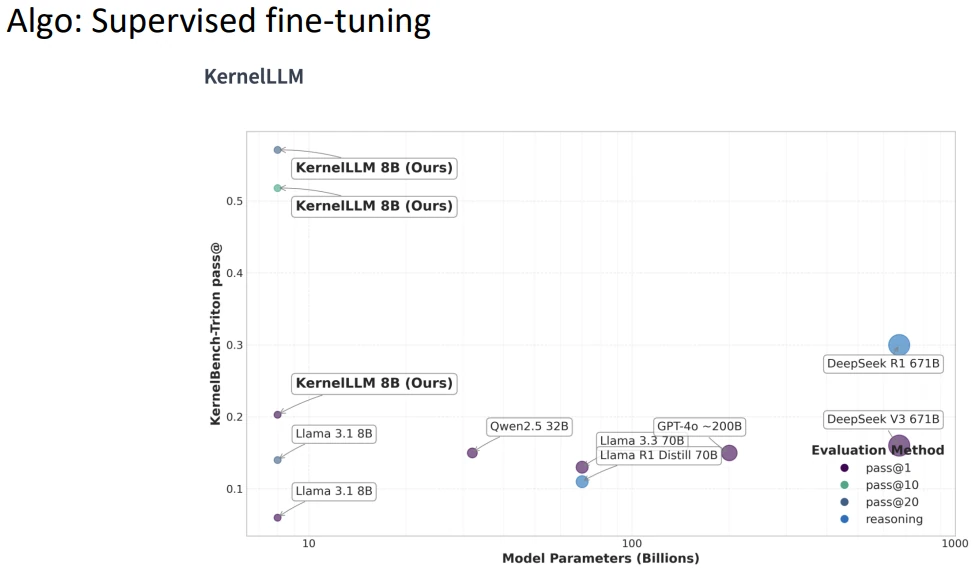 Algo: Supervised fine-tuning
KernelLLM
KernelBench-Triton pass@
0.5
0.4
0.3
0.2
0.1
KernelLLM 8B (Ours)
KernelLLM 8B (Ours)
KernelLLM 8B (Ours)
Llama 3.1 8B
Llama 3.1 8B
Qwen2.5 32B
Llama 3.3 70B
Llama R1 Distill 70B
GPT-4o ~200B
DeepSeek R1 671B
DeepSeek V3 671B
Evaluation Method
pass@1
pass@10
pass@20
reasoning
10
100
1000
Model Parameters (Billions)